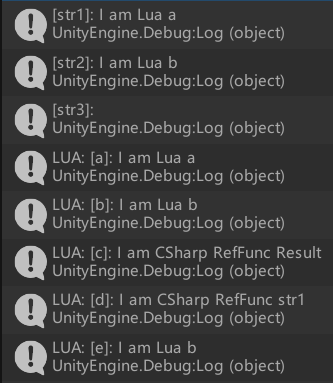 [str1]: I am Lua a
UnityEngine.Debug:Log (object)
[str2]: I am Lua b
UnityEngine.Debug:Log (object)
[str3]:
UnityEngine.Debug:Log (object)
LUA: [a]: I am Lua a
UnityEngine.Debug:Log (object)
LUA: [b]: I am Lua b
UnityEngine.Debug:Log (object)
LUA: [c]: I am CSharp RefFunc Result
UnityEngine.Debug:Log (object)
LUA: [d]: I am CSharp RefFunc str1
UnityEngine.Debug:Log (object)
LUA: [e]: I am Lua b
UnityEngine.Debug:Log (object)